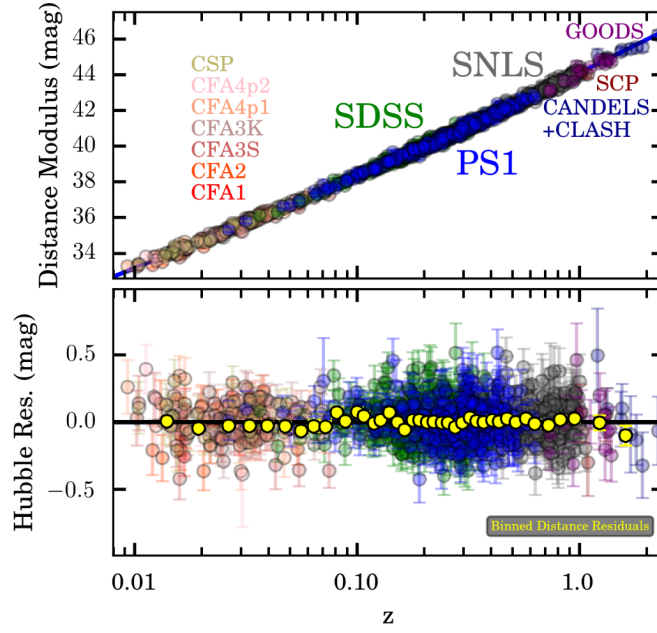 Distance Modulus (mag)
46
44
42
40
38
36
34
CSP
CFA4p2
CFA4p1
CFA3K
CFA3S
CFA2
CFA1
SDSS
SNLS
PS1
GOODS
SCP
CANDELS
+CLASH
Hubble Res. (mag)
0.5
0.0
−0.5
Binned Distance Residuals
0.01
0.10
1.0
z